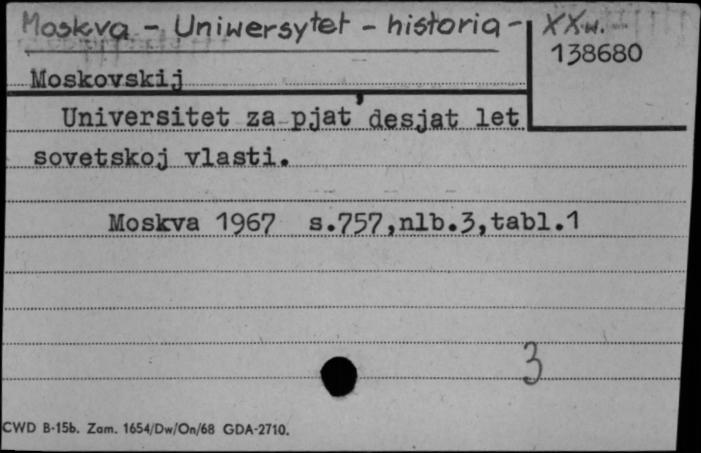 Moskva - Uniwersytet - historia - XX w.
138680
Moskovskij
Universitet za pjat'desjat let
sovetskoj vlasti.
Moskva 1967 s.757,nlb.3,tabl.1
3
CWD B-15b. Zam. 1654/Dw/On/68 GDA-2710.